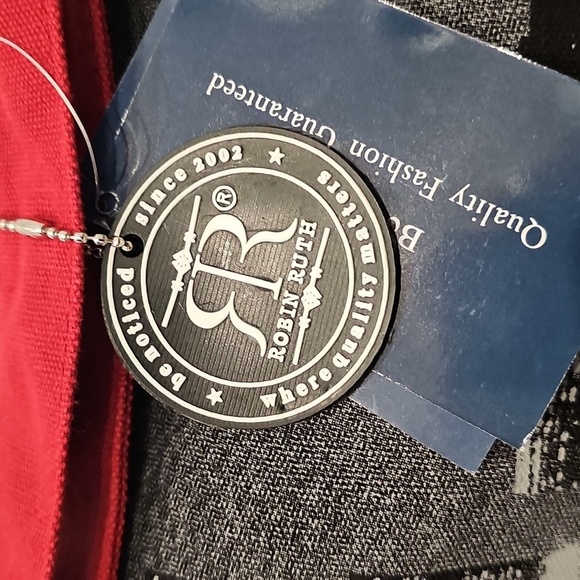 be noticed ★ since 2002 ★ where quality matters
RR®
ROBIN RUTH
Quality Fashion Guaranteed